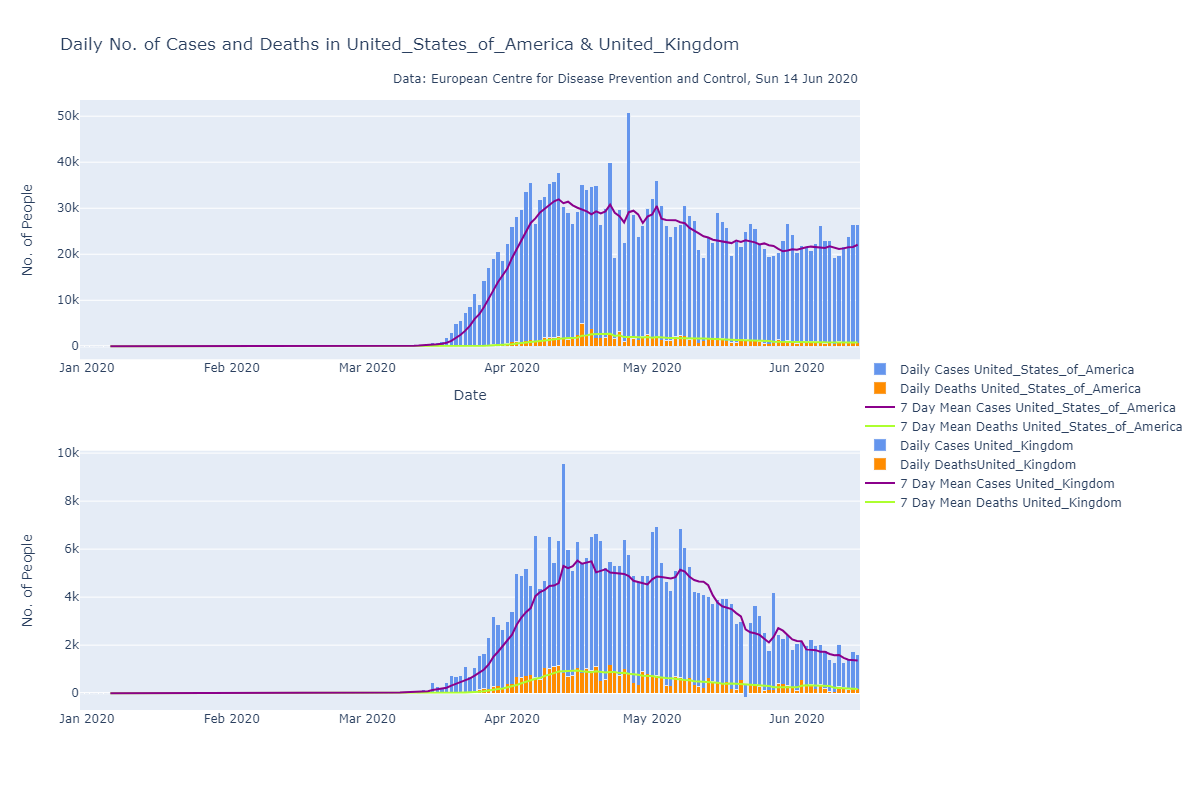 Daily No. of Cases and Deaths in United_States_of_America & United_Kingdom
Data: European Centre for Disease Prevention and Control, Sun 14 Jun 2020
50k
40k
30k
20k
10k
0
No. of People
Jan 2020 Feb 2020 Mar 2020 Apr 2020 May 2020 Jun 2020
Date
Daily Cases United_States_of_America
Daily Deaths United_States_of_America
7 Day Mean Cases United_States_of_America
7 Day Mean Deaths United_States_of_America
Daily Cases United_Kingdom
Daily DeathsUnited_Kingdom
7 Day Mean Cases United_Kingdom
7 Day Mean Deaths United_Kingdom
10k
8k
6k
4k
2k
0
No. of People
Jan 2020 Feb 2020 Mar 2020 Apr 2020 May 2020 Jun 2020